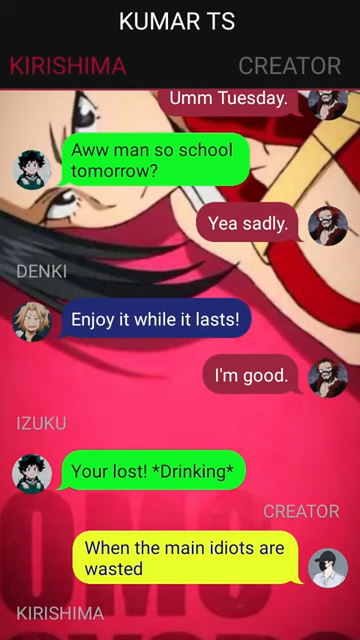 KUMAR TS
KIRISHIMA
CREATOR
Umm Tuesday.
Aww man so school
tomorrow?
Yea sadly.
DENKI
Enjoy it while it lasts!
I'm good.
IZUKU
Your lost! *Drinking*
CREATOR
When the main idiots are
wasted
KIRISHIMA